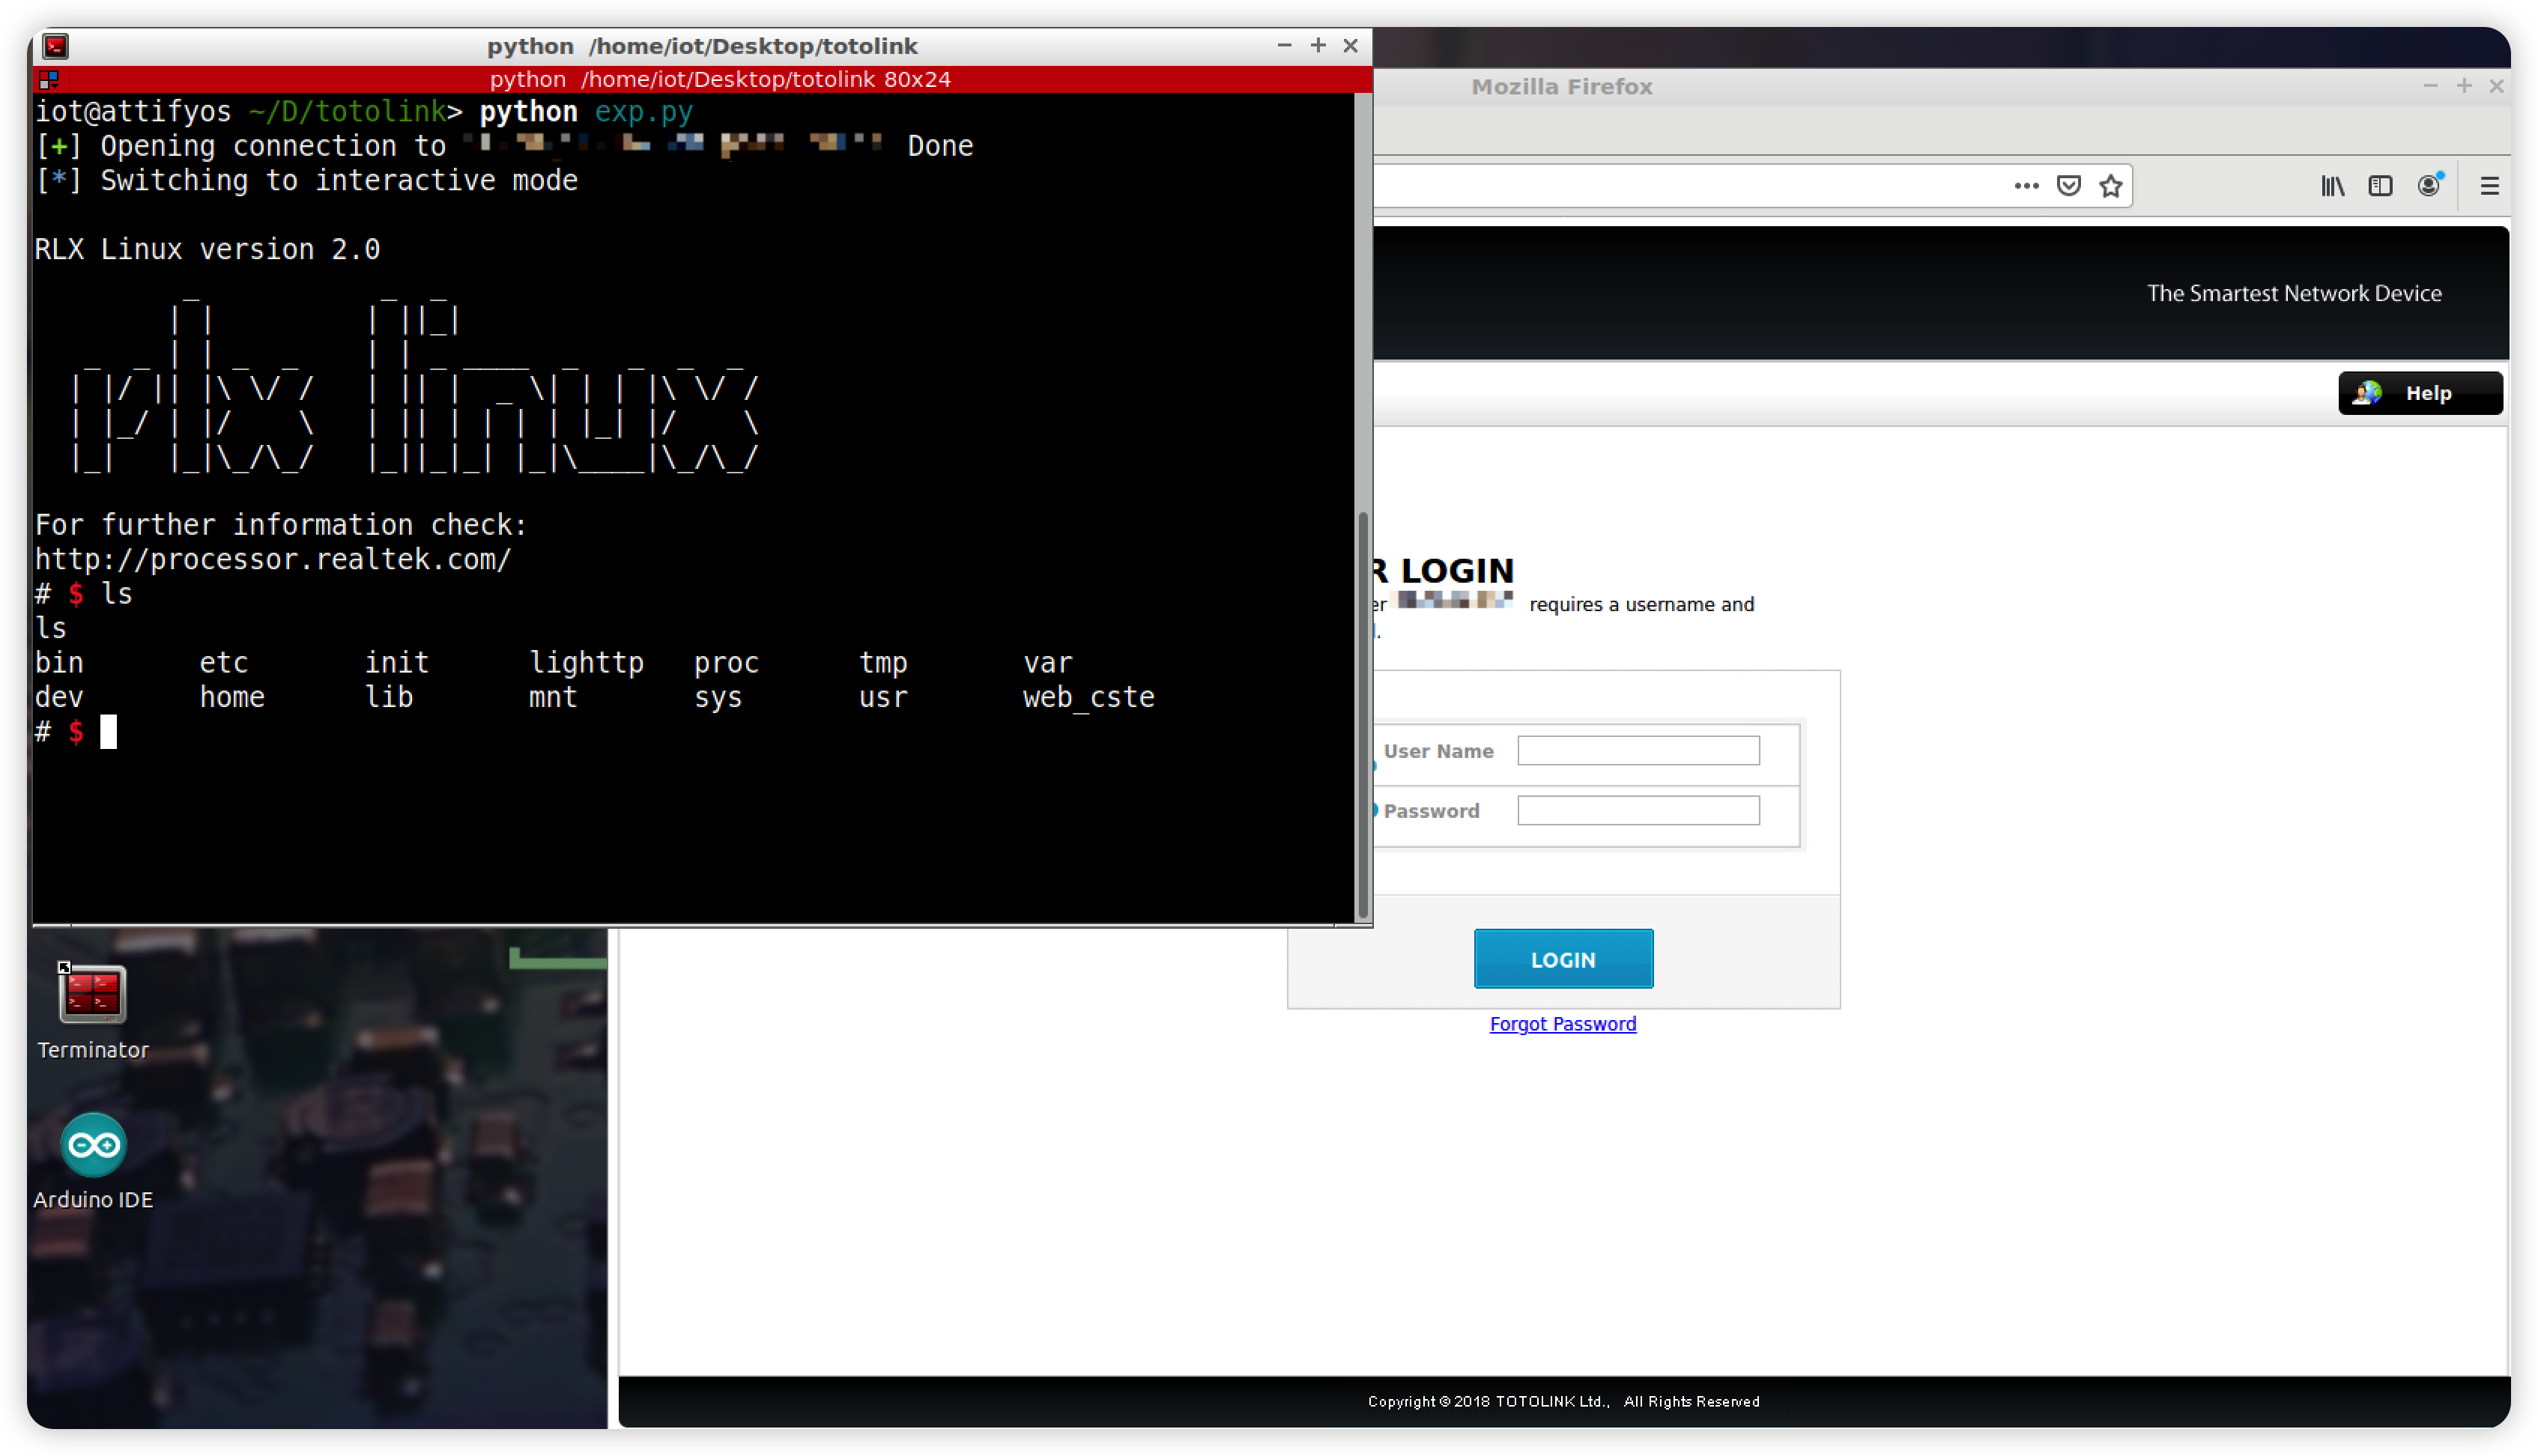 python /home/iot/Desktop/totolink
python /home/iot/Desktop/totolink 80x24
iot@attifyos ~/D/totolink> python exp.py
[+] Opening connection to Done
[*] Switching to interactive mode
RLX Linux version 2.0
rlx linux
For further information check:
http://processor.realtek.com/
# $ ls
ls
bin etc init lighttp proc tmp var
dev home lib mnt sys usr web_cste
# $
Mozilla Firefox
The Smartest Network Device
Help
R LOGIN
er requires a username and
User Name
Password
LOGIN
Forgot Password
Terminator
Arduino IDE
Copyright © 2018 TOTOLINK Ltd., All Rights Reserved